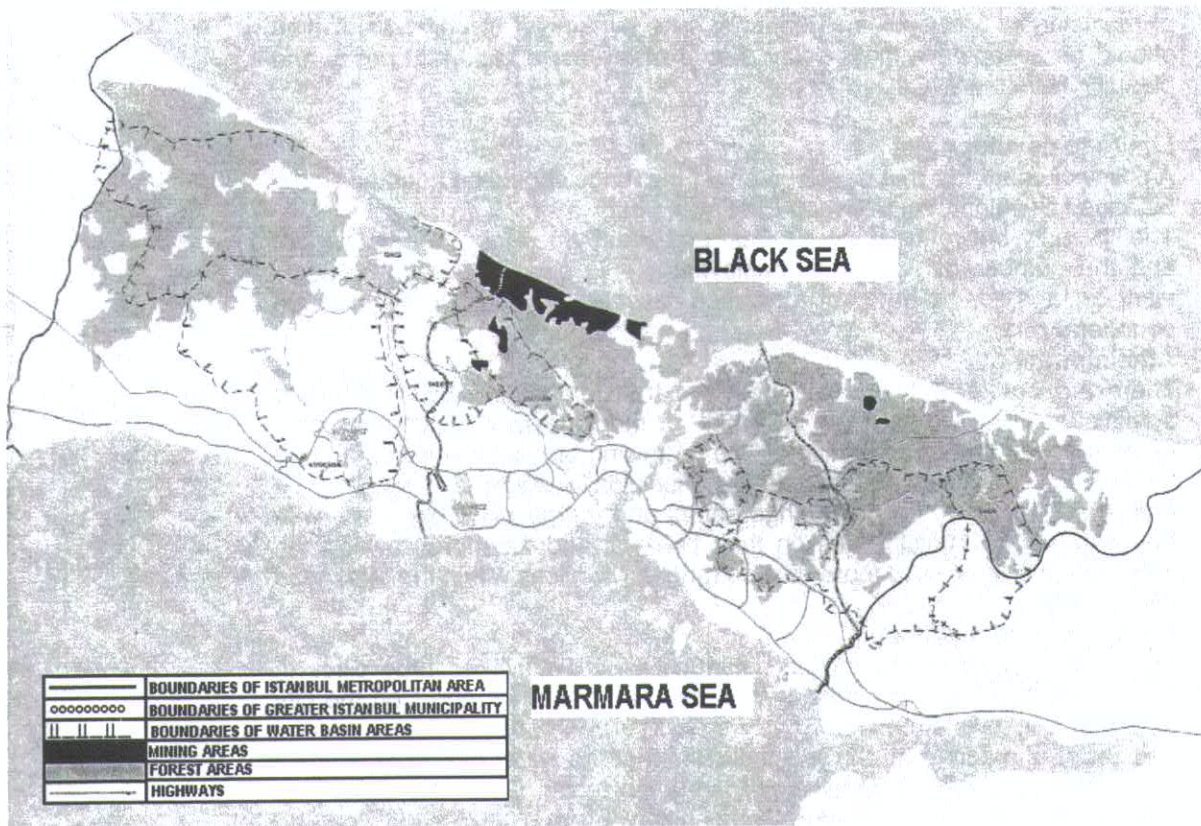 BLACK SEA
MARMARA SEA
BOUNDARIES OF ISTANBUL METROPOLITAN AREA
BOUNDARIES OF GREATER ISTANBUL MUNICIPALITY
BOUNDARIES OF WATER BASIN AREAS
MINING AREAS
FOREST AREAS
HIGHWAYS